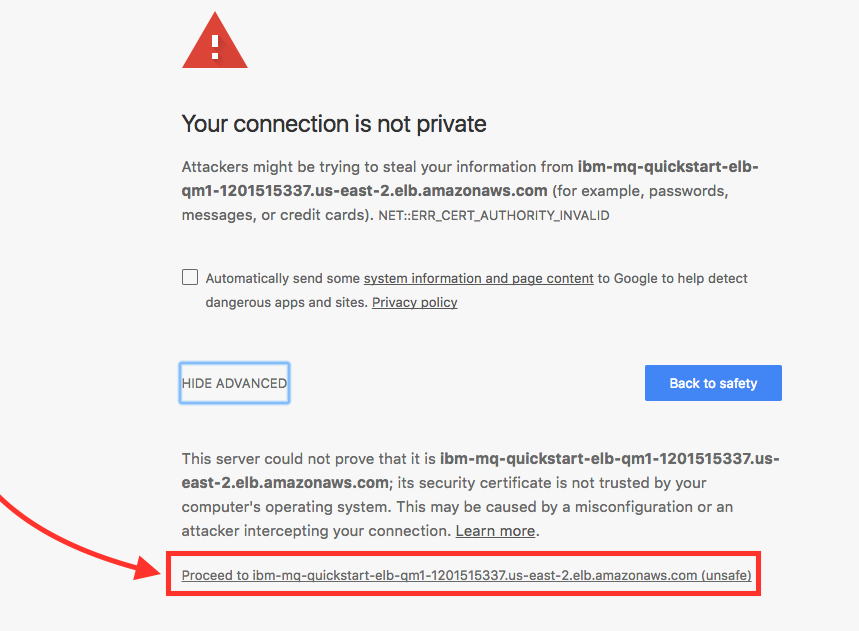 Your connection is not private
Attackers might be trying to steal your information from ibm-mq-quickstart-elb-
qm1-1201515337.us-east-2.elb.amazonaws.com (for example, passwords,
messages, or credit cards). NET::ERR_CERT_AUTHORITY_INVALID
Automatically send some system information and page content to Google to help detect
dangerous apps and sites. Privacy policy
HIDE ADVANCED
Back to safety
This server could not prove that it is ibm-mq-quickstart-elb-qm1-1201515337.us-
east-2.elb.amazonaws.com; its security certificate is not trusted by your
computer's operating system. This may be caused by a misconfiguration or an
attacker intercepting your connection. Learn more.
Proceed to ibm-mq-quickstart-elb-qm1-1201515337.us-east-2.elb.amazonaws.com (unsafe)